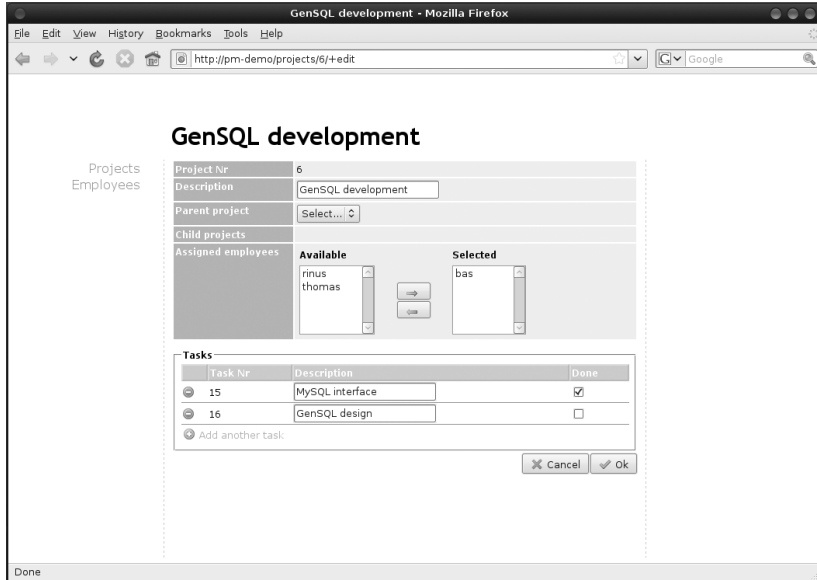 GenSQL development - Mozilla Firefox
File Edit View History Bookmarks Tools Help
http://pm-demo/projects/6/+edit
G Google
GenSQL development
Projects
Employees
Project Nr 6
Description GenSQL development
Parent project Select...
Child projects
Assigned employees Available Selected
rinus bas
thomas
Tasks
Task Nr Description Done
15 MySQL interface
16 GenSQL design
Add another task
Cancel Ok
Done